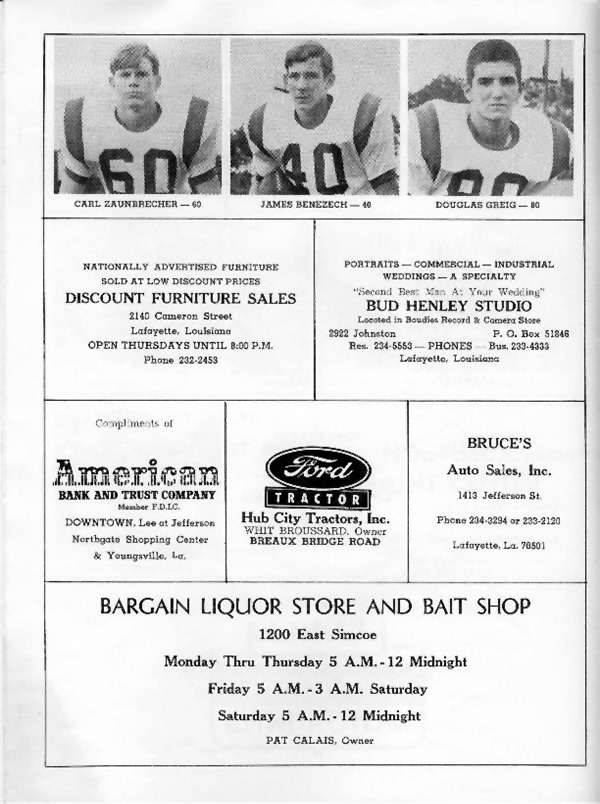 60
40
80
CARL ZAUNBRECHER — 60
JAMES BENEZECH — 40
DOUGLAS GREIG — 80
NATIONALLY ADVERTISED FURNITURE
SOLD AT LOW DISCOUNT PRICES
DISCOUNT FURNITURE SALES
2140 Cameron Street
Lafayette, Louisiana
OPEN THURSDAYS UNTIL 8:00 P.M.
Phone 232-2453
PORTRAITS — COMMERCIAL — INDUSTRIAL
WEDDINGS — A SPECIALTY
"Second Best Man At Your Wedding"
BUD HENLEY STUDIO
Located in Boudies Record & Camera Store
2922 Johnston P. O. Box 51846
Res. 234-5553 — PHONES — Bus. 233-4333
Lafayette, Louisiana
Compliments of
American
BANK AND TRUST COMPANY
Member F.D.I.C.
DOWNTOWN, Lee at Jefferson
Northgate Shopping Center
& Youngsville, La.
Ford
TRACTOR
Hub City Tractors, Inc.
WHIT BROUSSARD, Owner
BREAUX BRIDGE ROAD
BRUCE'S
Auto Sales, Inc.
1413 Jefferson St.
Phone 234-3294 or 233-2120
Lafayette, La. 70501
BARGAIN LIQUOR STORE AND BAIT SHOP
1200 East Simcoe
Monday Thru Thursday 5 A.M. - 12 Midnight
Friday 5 A.M. - 3 A.M. Saturday
Saturday 5 A.M. - 12 Midnight
PAT CALAIS, Owner